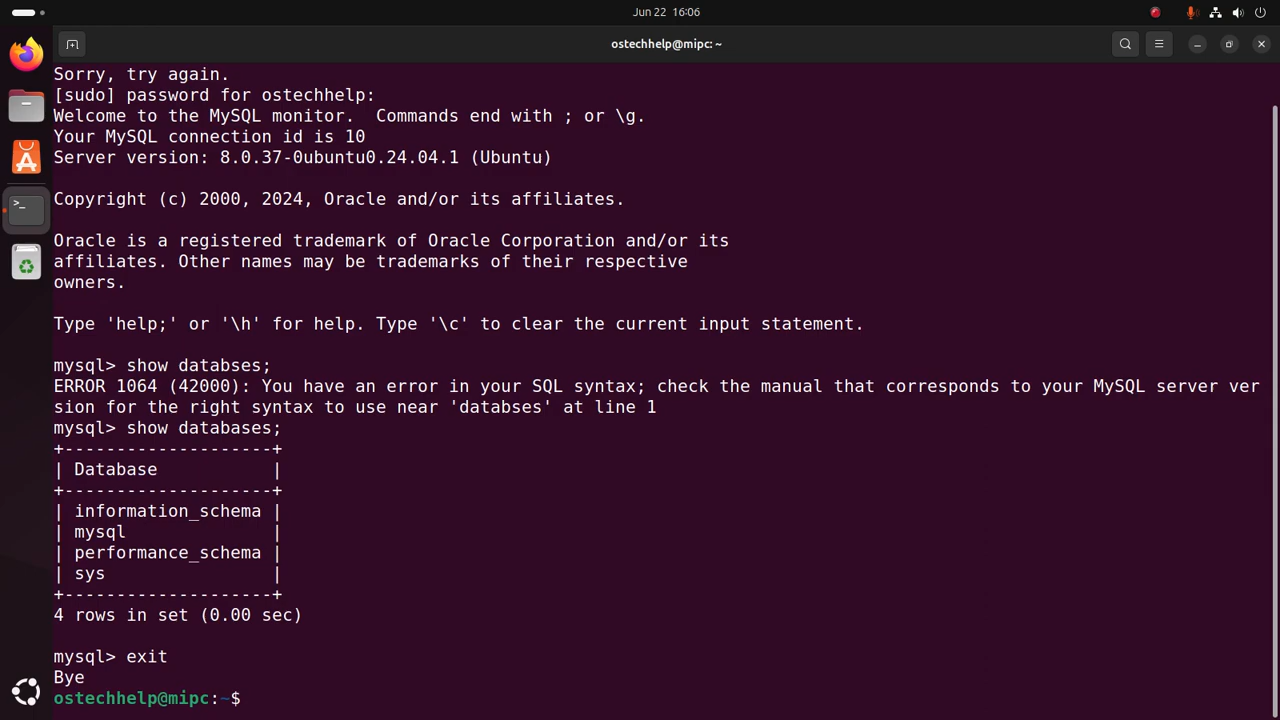 Jun 22 16:06
ostechhelp@mipc: ~
Sorry, try again.
[sudo] password for ostechhelp:
Welcome to the MySQL monitor.  Commands end with ; or \g.
Your MySQL connection id is 10
Server version: 8.0.37-0ubuntu0.24.04.1 (Ubuntu)
Copyright (c) 2000, 2024, Oracle and/or its affiliates.
Oracle is a registered trademark of Oracle Corporation and/or its
affiliates. Other names may be trademarks of their respective
owners.
Type 'help;' or '\h' for help. Type '\c' to clear the current input statement.
mysql> show databses;
ERROR 1064 (42000): You have an error in your SQL syntax; check the manual that corresponds to your MySQL server ver
sion for the right syntax to use near 'databses' at line 1
mysql> show databases;
+--------------------+
| Database           |
+--------------------+
| information_schema |
| mysql              |
| performance_schema |
| sys                |
+--------------------+
4 rows in set (0.00 sec)
mysql> exit
Bye
ostechhelp@mipc:~$